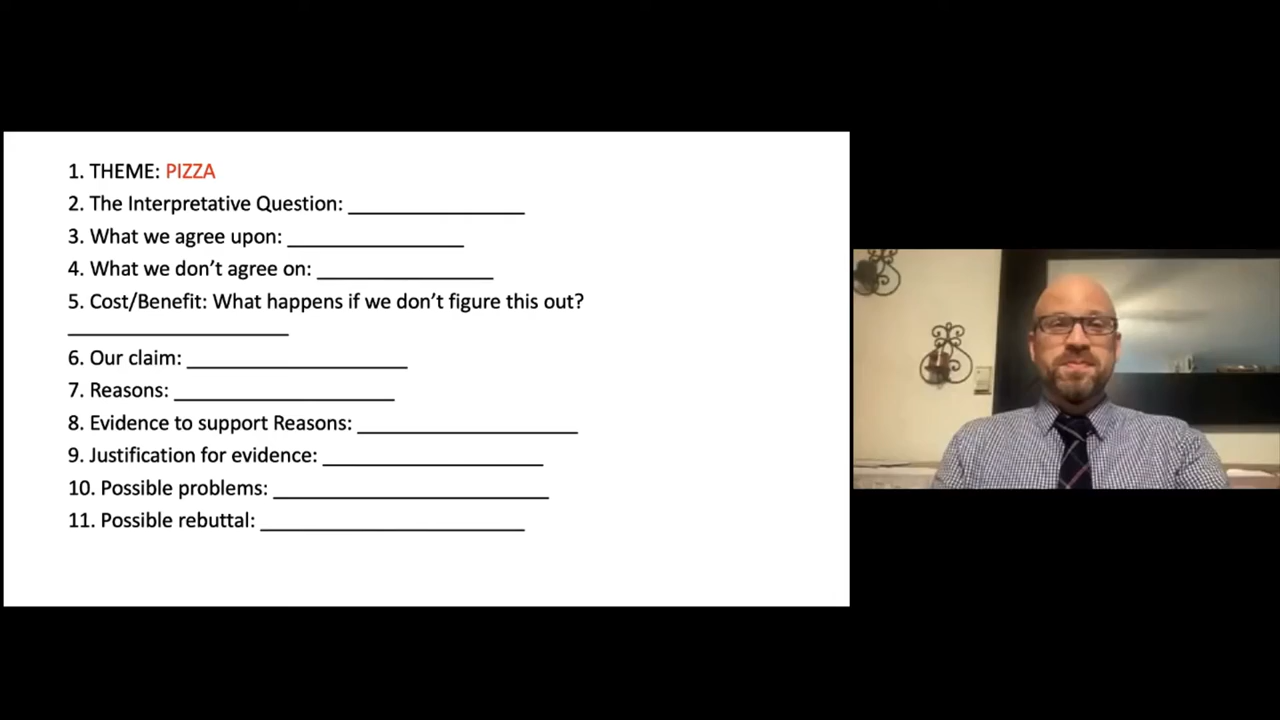 1. THEME: PIZZA
2. The Interpretative Question: ________________
3. What we agree upon: ________________
4. What we don’t agree on: ________________
5. Cost/Benefit: What happens if we don’t figure this out?
____________________
6. Our claim: ____________________
7. Reasons: ____________________
8. Evidence to support Reasons: ____________________
9. Justification for evidence: ____________________
10. Possible problems: _________________________
11. Possible rebuttal: ________________________